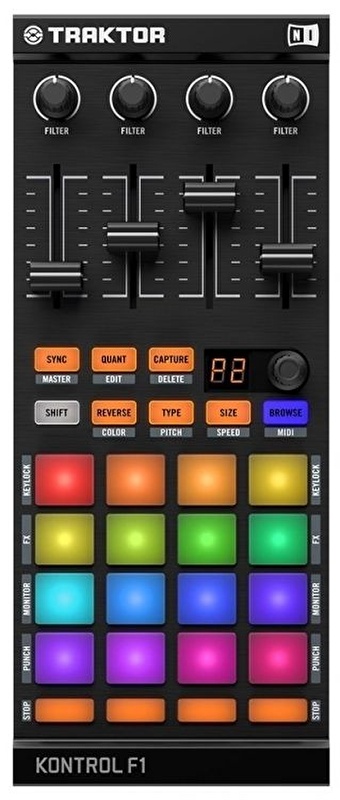 TRAKTOR NI
FILTER FILTER FILTER FILTER
SYNC QUANT CAPTURE
MASTER EDIT DELETE
P2
SHIFT REVERSE TYPE SIZE BROWSE
COLOR PITCH SPEED MIDI
KEYLOCK KEYLOCK
FX FX
MONITOR MONITOR
PUNCH PUNCH
STOP STOP
KONTROL F1